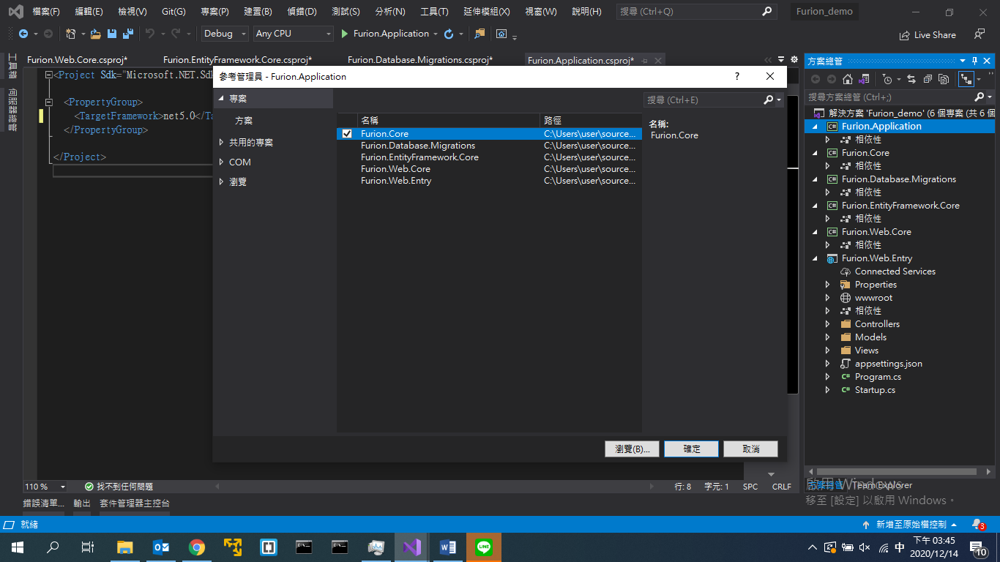 檔案(F) 編輯(E) 檢視(V) Git(G) 專案(P) 建置(B) 偵錯(D) 測試(S) 分析(N) 工具(T) 延伸模組(X) 視窗(W) 說明(H) 搜尋 (Ctrl+Q) Furion_demo
Debug Any CPU Furion.Application Live Share
工具箱
伺服器總管
Furion.Web.Core.csproj* Furion.EntityFramework.Core.csproj* Furion.Database.Migrations.csproj* Furion.Application.csproj*
<Project Sdk="Microsoft.NET.Sd
<PropertyGroup>
<TargetFramework>net5.0</Ta
</PropertyGroup>
</Project>
參考管理員 - Furion.Application
?
專案
方案
共用的專案
COM
瀏覽
搜尋 (Ctrl+E)
名稱 路徑
Furion.Core C:\Users\user\source...
Furion.Database.Migrations C:\Users\user\source...
Furion.EntityFramework.Core C:\Users\user\source...
Furion.Web.Core C:\Users\user\source...
Furion.Web.Entry C:\Users\user\source...
名稱:
Furion.Core
瀏覽(B)... 確定 取消
方案總管
搜尋方案總管 (Ctrl+;)
解決方案 'Furion_demo' (6 個專案 (共 6 個
Furion.Application
相依性
Furion.Core
相依性
Furion.Database.Migrations
相依性
Furion.EntityFramework.Core
相依性
Furion.Web.Core
相依性
Furion.Web.Entry
Connected Services
Properties
wwwroot
相依性
Controllers
Models
Views
appsettings.json
Program.cs
Startup.cs
方案總管 Team Explorer
啟用 Windows
移至 [設定] 以啟用 Windows。
110 % 找不到任何問題 行: 8 字元: 1 SPC CRLF
錯誤清單... 輸出 套件管理器主控台
就緒 新增至原始檔控制 3
中 下午 03:45
2020/12/14
10